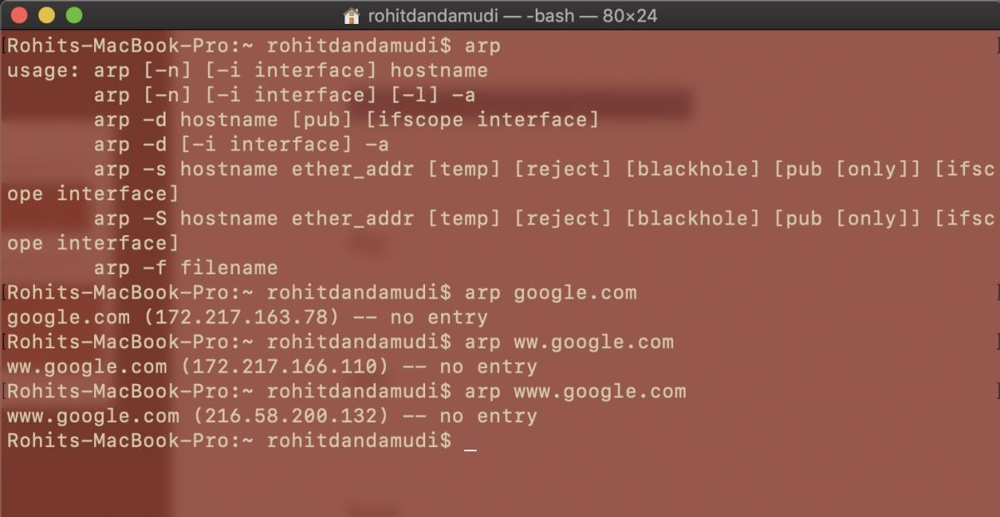 rohitdandamudi — -bash — 80×24
[Rohits-MacBook-Pro:~ rohitdandamudi$ arp ]
usage: arp [-n] [-i interface] hostname
       arp [-n] [-i interface] [-l] -a
       arp -d hostname [pub] [ifscope interface]
       arp -d [-i interface] -a
       arp -s hostname ether_addr [temp] [reject] [blackhole] [pub [only]] [ifsc
ope interface]
       arp -S hostname ether_addr [temp] [reject] [blackhole] [pub [only]] [ifsc
ope interface]
       arp -f filename
[Rohits-MacBook-Pro:~ rohitdandamudi$ arp google.com ]
google.com (172.217.163.78) -- no entry
[Rohits-MacBook-Pro:~ rohitdandamudi$ arp ww.google.com ]
ww.google.com (172.217.166.110) -- no entry
[Rohits-MacBook-Pro:~ rohitdandamudi$ arp www.google.com ]
www.google.com (216.58.200.132) -- no entry
Rohits-MacBook-Pro:~ rohitdandamudi$ _